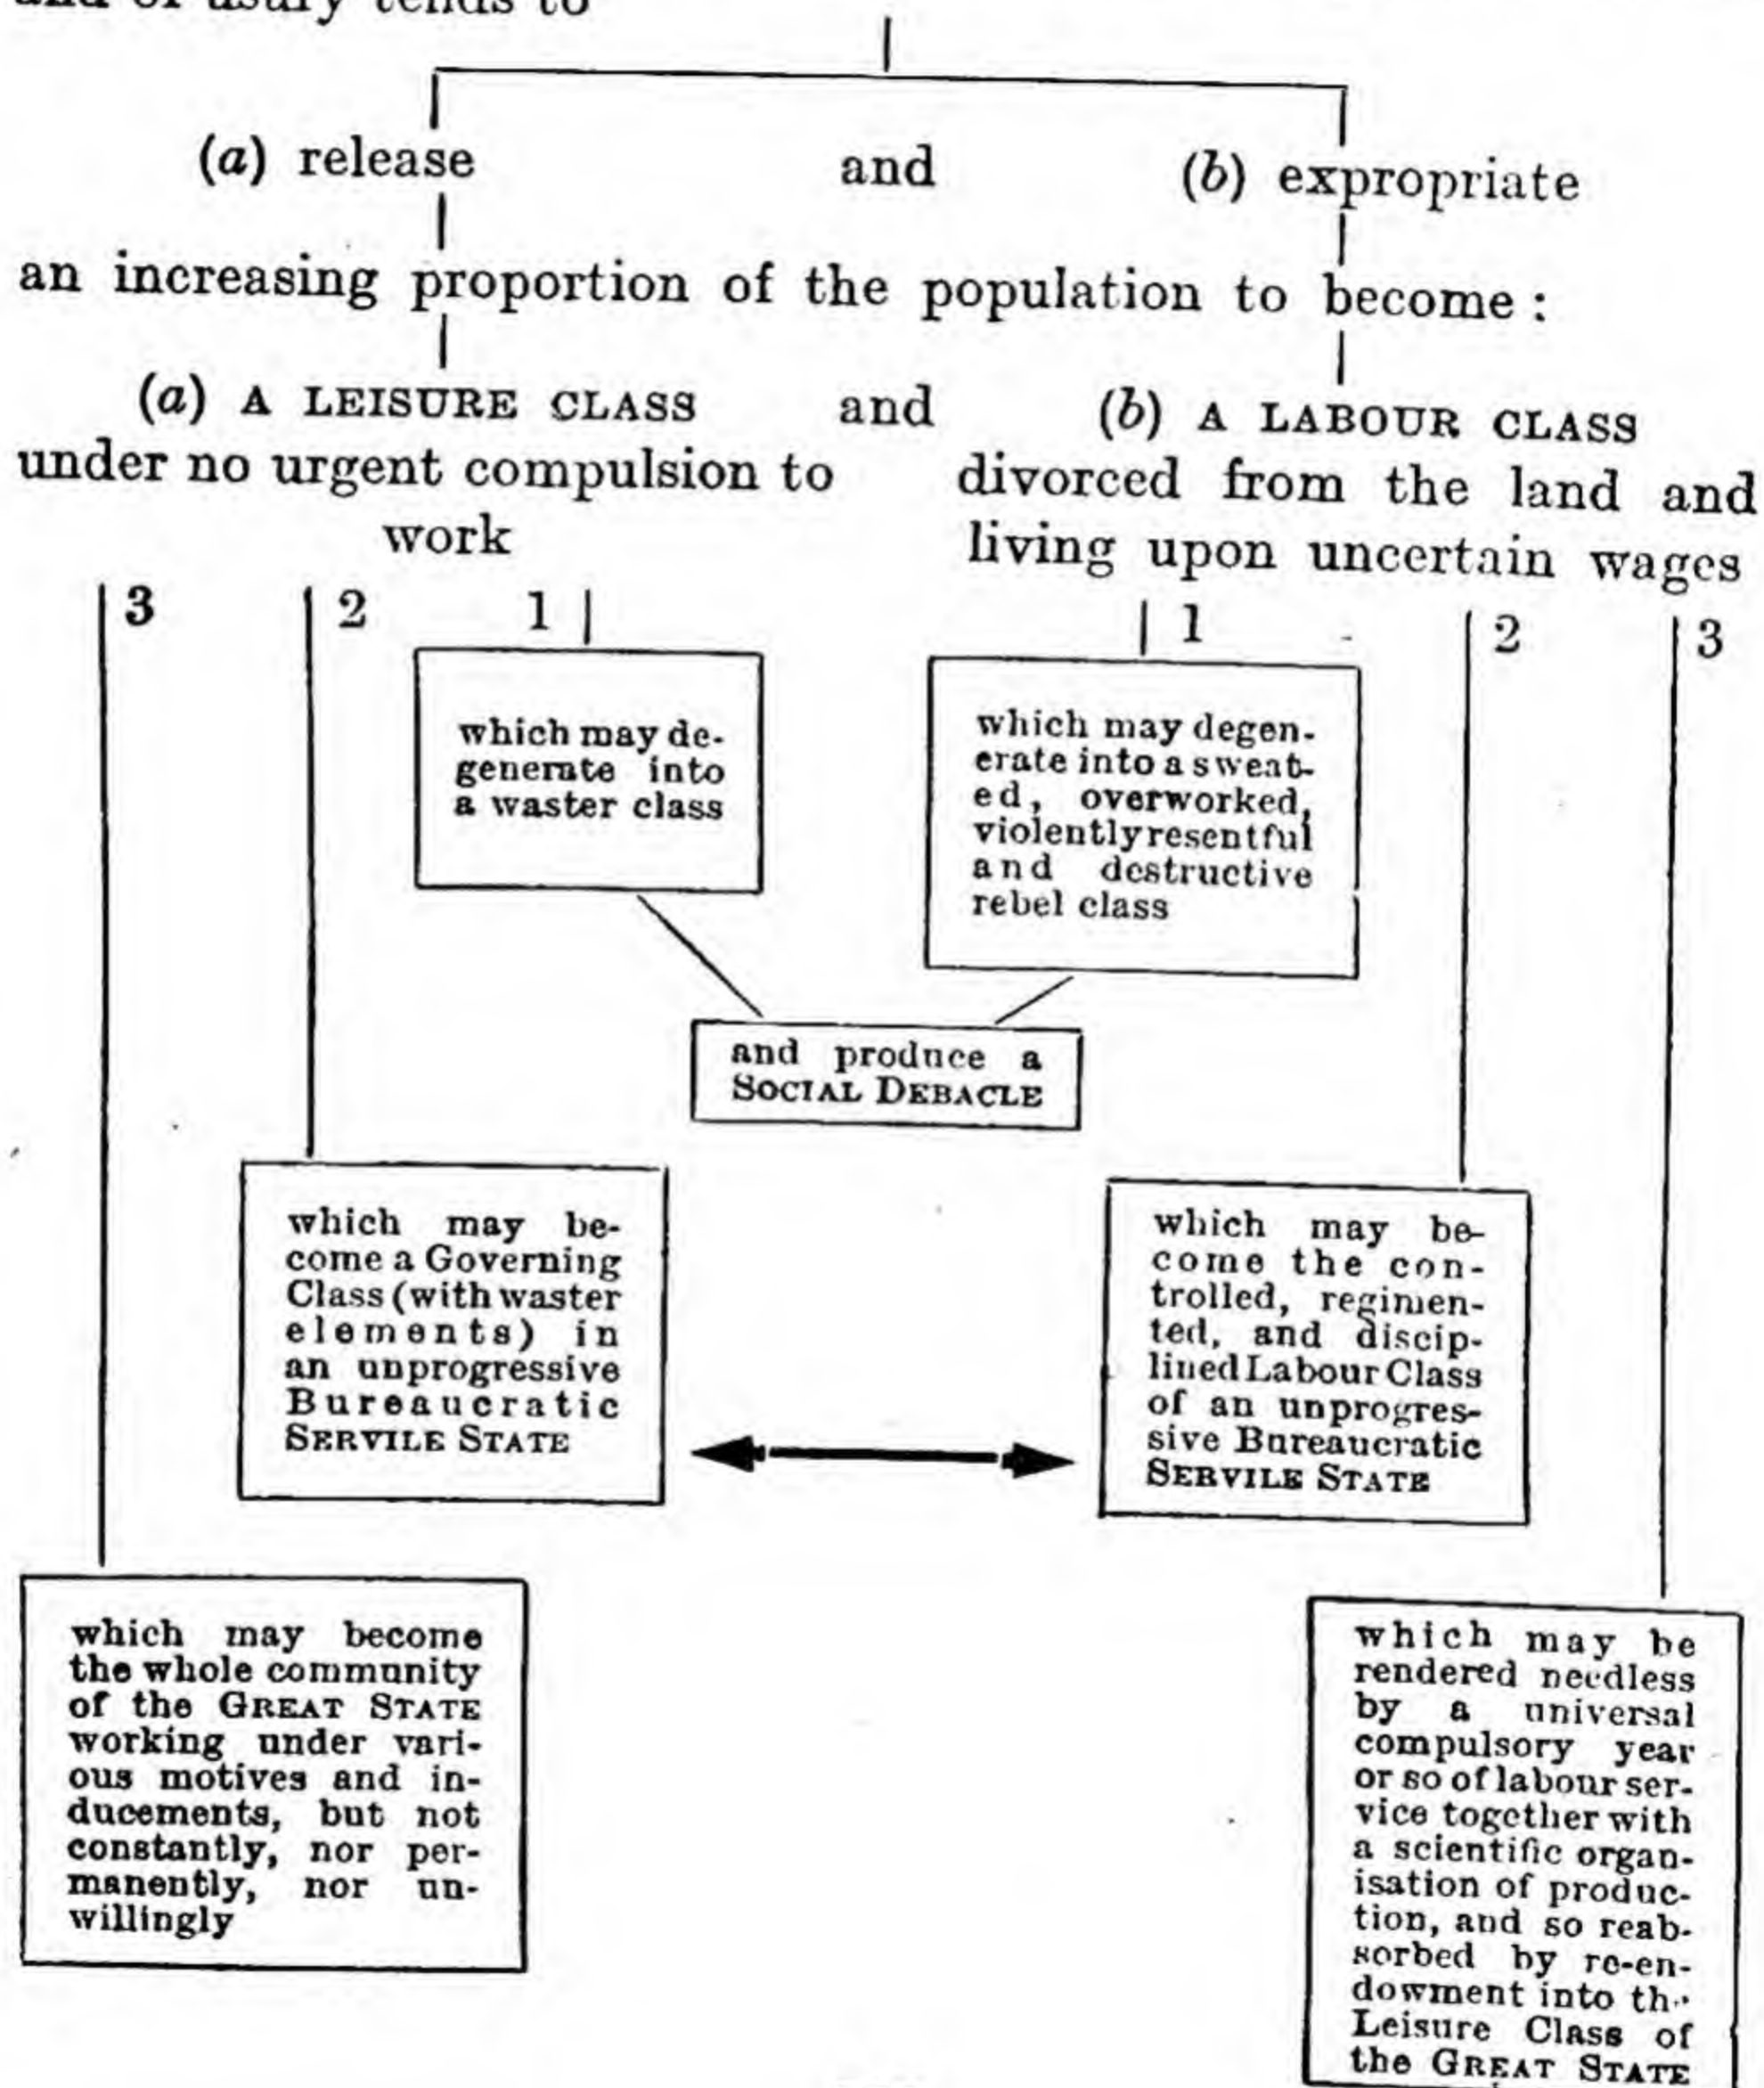 and of usury tends to
(a) release and (b) expropriate
an increasing proportion of the population to become :
(a) A LEISURE CLASS and (b) A LABOUR CLASS
under no urgent compulsion to
work
divorced from the land and
living upon uncertain wages
3 2 1 1 2 3
which may de-
generate into
a waster class
which may degen-
erate into a sweat-
ed, overworked,
violently resentful
and destructive
rebel class
and produce a
SOCIAL DEBACLE
which may be-
come a Governing
Class (with waster
elements) in
an unprogressive
Bureaucratic
SERVILE STATE
which may be-
come the con-
trolled, regimen-
ted, and discip-
lined Labour Class
of an unprogres-
sive Bureaucratic
SERVILE STATE
which may become
the whole community
of the GREAT STATE
working under vari-
ous motives and in-
ducements, but not
constantly, nor per-
manently, nor un-
willingly
which may be
rendered needless
by a universal
compulsory year
or so of labour ser-
vice together with
a scientific organ-
isation of produc-
tion, and so reab-
sorbed by re-en-
dowment into the
Leisure Class of
the GREAT STATE